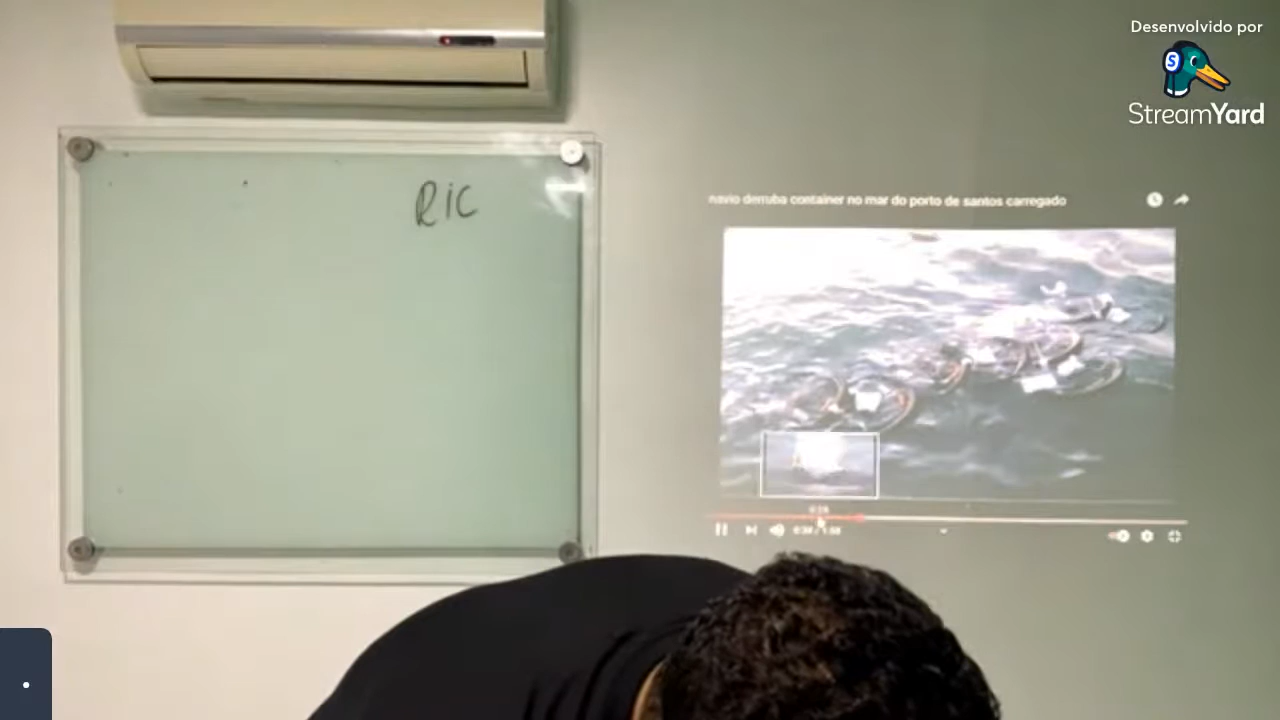 Desenvolvido por
StreamYard
RIC
navio derruba container no mar do porto de santos carregado